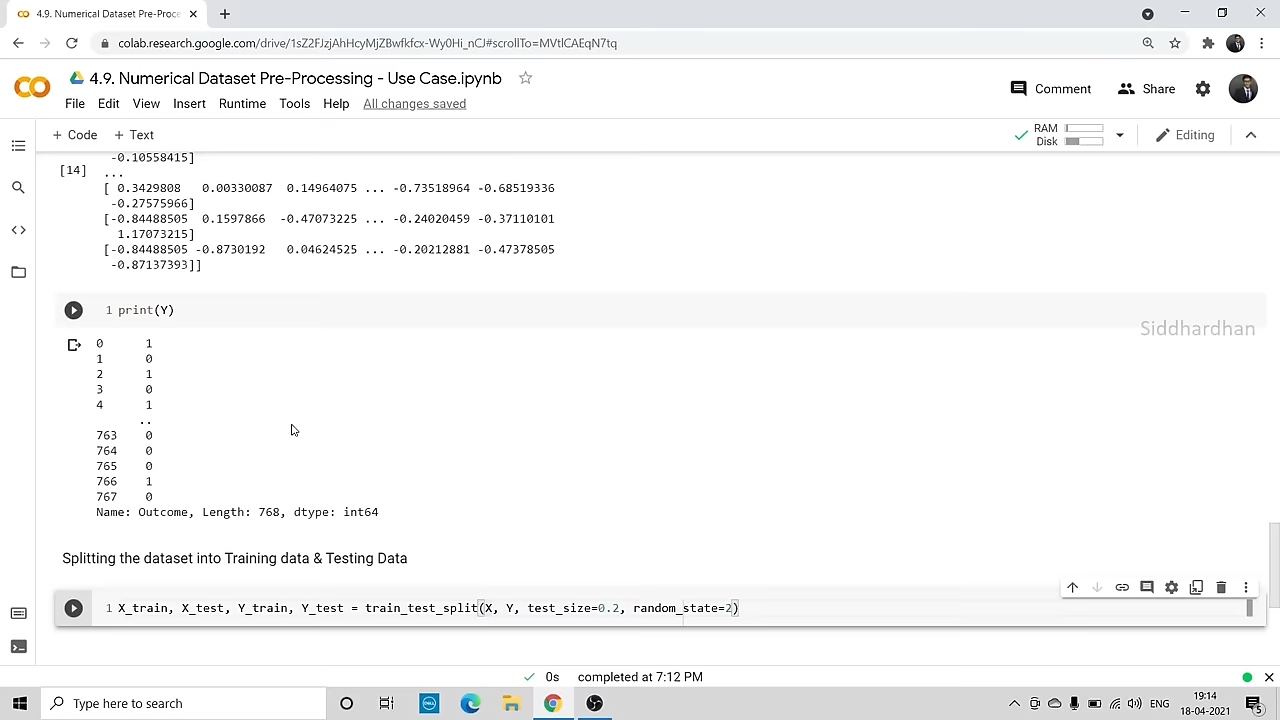 4.9. Numerical Dataset Pre-Proce
colab.research.google.com/drive/1sZ2FJzjAhHcyMjZBwfkfcx-Wy0Hi_nCJ#scrollTo=MVtlCAEqN7tq
4.9. Numerical Dataset Pre-Processing - Use Case.ipynb
Comment
Share
File Edit View Insert Runtime Tools Help All changes saved
+ Code + Text
RAM
Disk
Editing
-0.10558415]
[14] ...
[ 0.3429808 0.00330087 0.14964075 ... -0.73518964 -0.68519336
-0.27575966]
[-0.84488505 0.1597866 -0.47073225 ... -0.24020459 -0.37110101
1.17073215]
[-0.84488505 -0.8730192 0.04624525 ... -0.20212881 -0.47378505
-0.87137393]]
1 print(Y)
Siddhardhan
0 1
1 0
2 1
3 0
4 1
..
763 0
764 0
765 0
766 1
767 0
Name: Outcome, Length: 768, dtype: int64
Splitting the dataset into Training data & Testing Data
1 X_train, X_test, Y_train, Y_test = train_test_split(X, Y, test_size=0.2, random_state=2)
0s completed at 7:12 PM
Type here to search
DELL
ENG
19:14
18-04-2021
5